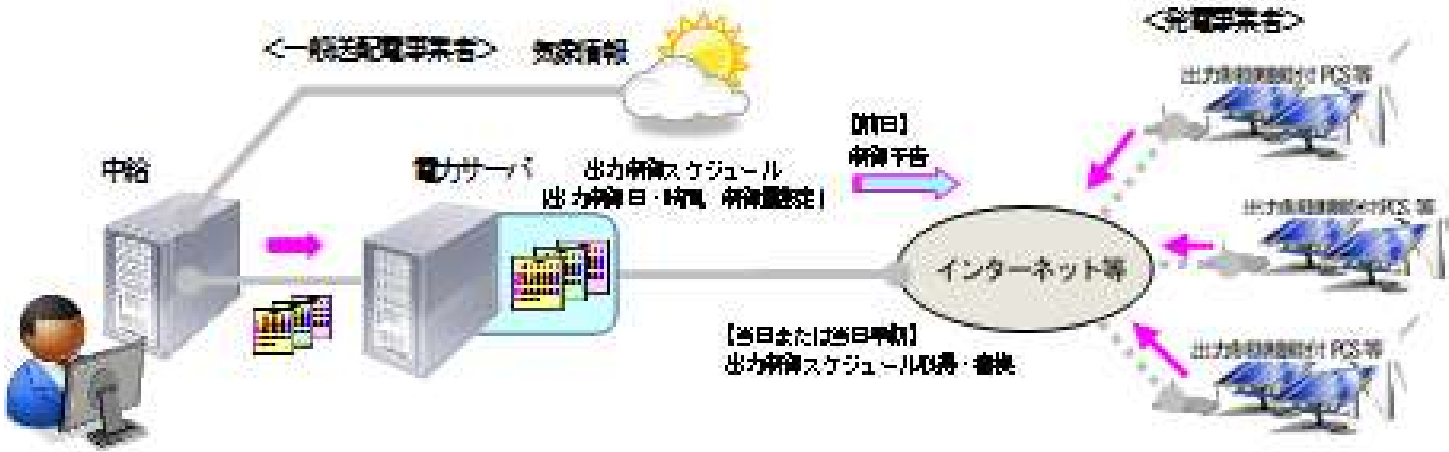 <一般送配電事業者>
気象情報
<発電事業者>
出力制御機能付PCS等
【前日】
制御予告
中給
電力サーバ
出力制御スケジュール
出力制御日・時間、制御量
出力制御機能付PCS等
インターネット等
【当日または当日早朝】
出力制御スケジュール取得・
出力制御機能付PCS等